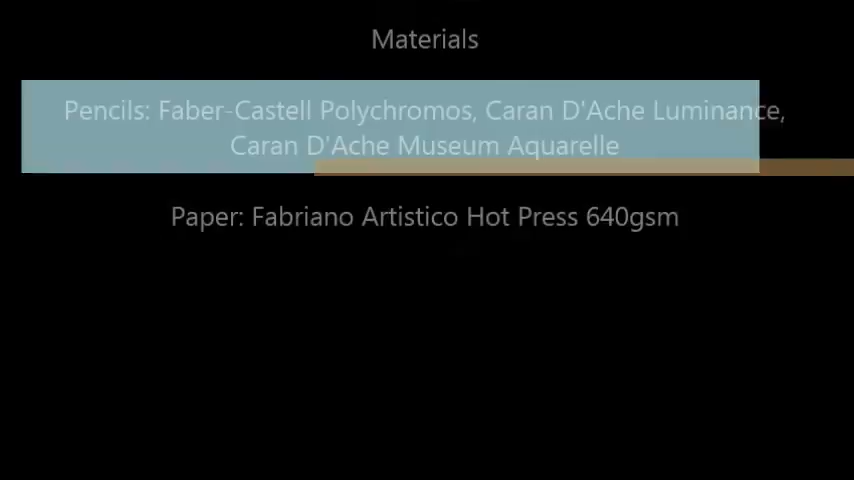 Materials
Pencils: Faber-Castell Polychromos, Caran D'Ache Luminance,
Caran D'Ache Museum Aquarelle
Paper: Fabriano Artistico Hot Press 640gsm